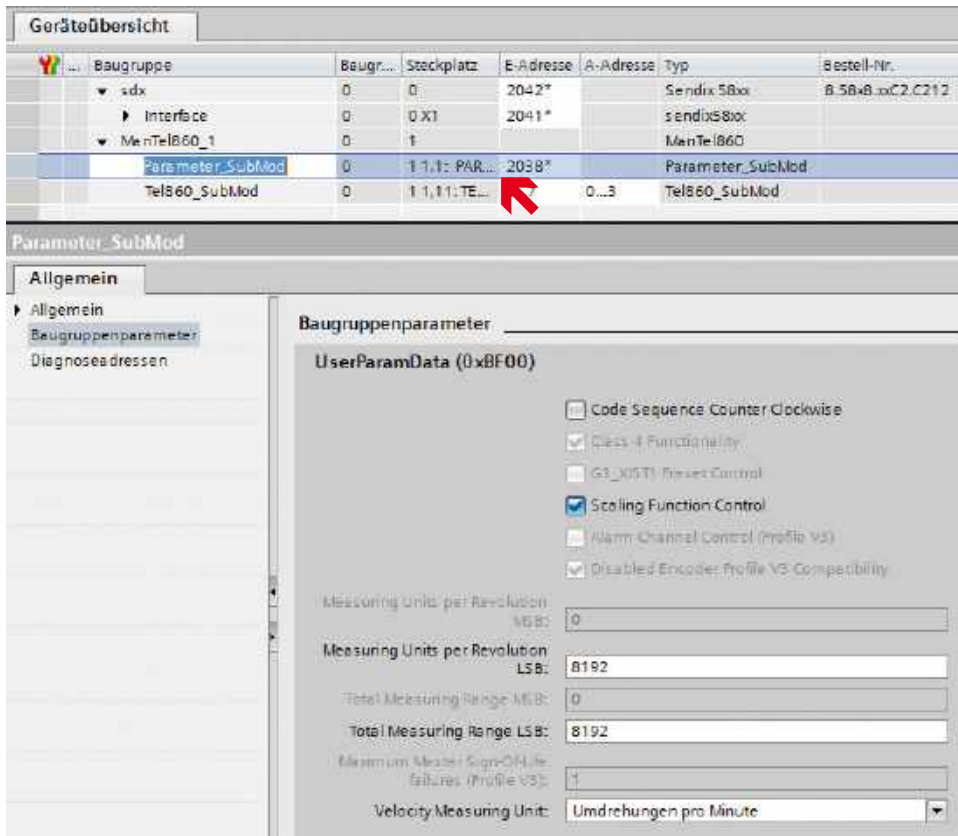 Geräteübersicht
... Baugruppe Baugr... Steckplatz E-Adresse A-Adresse Typ Bestell-Nr.
sdx 0 0 2042* Sendix 58xx 8.58x8.xxC2.C212
Interface 0 0 X1 2041* sendix58xx
ManTel860_1 0 1 ManTel860
Parameter_SubMod 0 1 1.1: PAR... 2038* Parameter_SubMod
Tel860_SubMod 0 1 1.11: TE... 0...3 Tel860_SubMod
Parameter_SubMod
Allgemein
Allgemein
Baugruppenparameter
Diagnoseadressen
Baugruppenparameter
UserParamData (0xBF00)
Code Sequence Counter Clockwise
Class 4 Functionality
G1_XIST1 Preset Control
Scaling Function Control
Alarm Channel Control (Profile V3)
Disabled Encoder Profile V3 Compatibility
Measuring Units per Revolution
MSB: 0
Measuring Units per Revolution
LSB: 8192
Total Measuring Range MSB: 0
Total Measuring Range LSB: 8192
Maximum Master Sign-Of-Life
failures (Profile V3): 1
Velocity Measuring Unit: Umdrehungen pro Minute